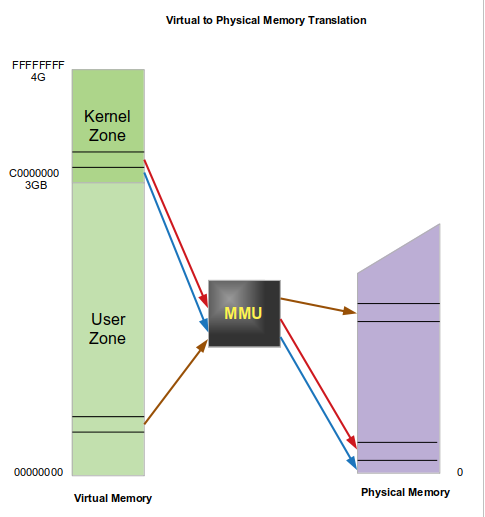 Virtual to Physical Memory Translation
FFFFFFFF
4G
Kernel
Zone
C0000000
3GB
MMU
User
Zone
00000000
0
Virtual Memory
Physical Memory